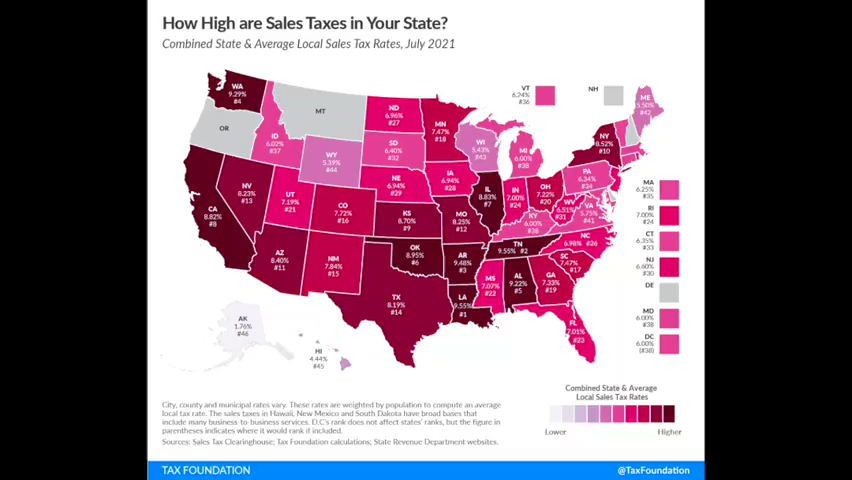 How High are Sales Taxes in Your State?
Combined State & Average Local Sales Tax Rates, July 2021
WA
9.29%
#4
OR
MT
ID
6.02%
#37
WY
5.39%
#44
ND
6.96%
#27
SD
6.40%
#32
NE
6.94%
#29
MN
7.47%
#18
IA
6.94%
#28
WI
5.43%
#43
MI
6.00%
#38
VT
6.24%
#36
NH
ME
5.50%
#42
NY
8.52%
#10
PA
6.34%
#34
NV
8.23%
#13
CA
8.82%
#8
UT
7.19%
#21
CO
7.72%
#16
KS
8.70%
#9
MO
8.25%
#12
IL
8.83%
#7
IN
7.00%
#24
OH
7.22%
#20
WV
6.51%
#31
VA
5.75%
#41
KY
6.00%
#38
AZ
8.40%
#11
NM
7.84%
#15
OK
8.95%
#6
AR
9.48%
#3
TN
9.55% #2
NC
6.98% #26
SC
7.47%
#17
TX
8.19%
#14
LA
9.55%
#1
MS
7.07%
#22
AL
9.22%
#5
GA
7.33%
#19
FL
7.01%
#23
AK
1.76%
#46
HI
4.44%
#45
MA
6.25%
#35
RI
7.00%
#24
CT
6.35%
#33
NJ
6.60%
#30
DE
MD
6.00%
#38
DC
6.00%
(#38)
Combined State & Average
Local Sales Tax Rates
Lower Higher
City, county and municipal rates vary. These rates are weighted by population to compute an average
local tax rate. The sales taxes in Hawaii, New Mexico and South Dakota have broad bases that
include many business-to-business services. D.C's rank does not affect states' ranks, but the figure in
parentheses indicates where it would rank if included.
Sources: Sales Tax Clearinghouse; Tax Foundation calculations; State Revenue Department websites.
TAX FOUNDATION @TaxFoundation